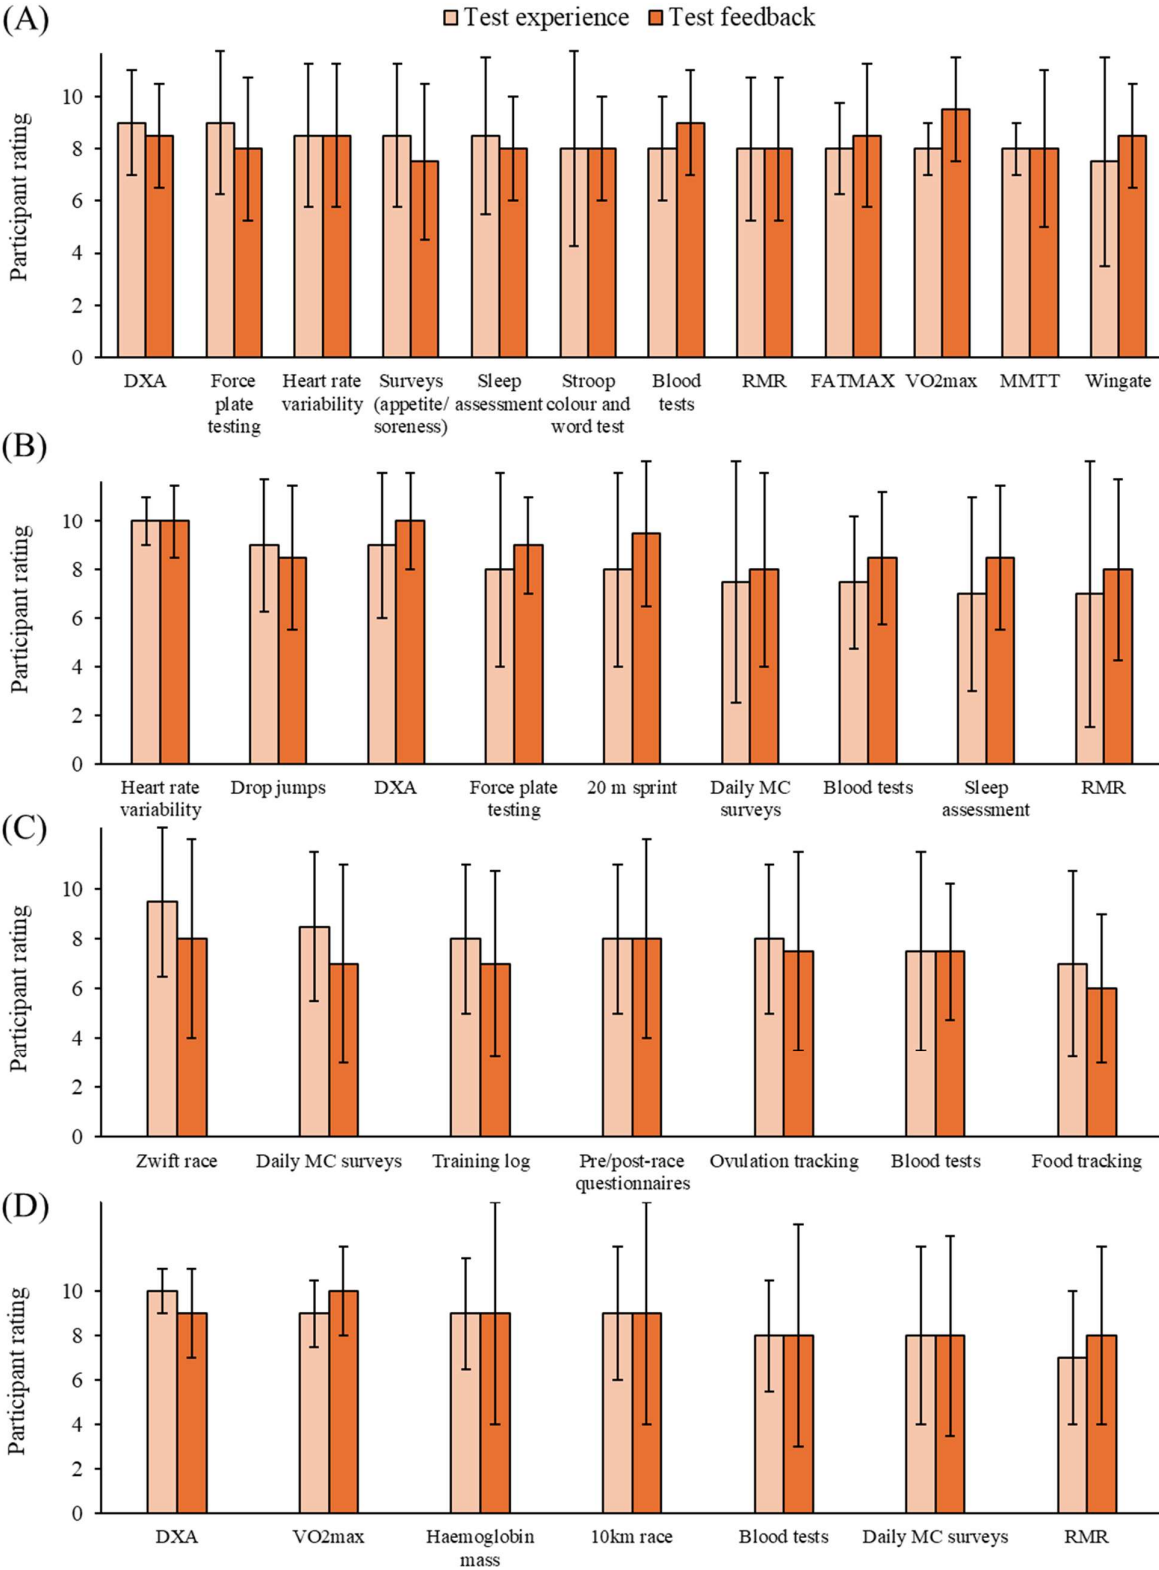 (A)
Test experience Test feedback
Participant rating
10
8
6
4
2
0
DXA Force Heart rate Surveys Sleep Stroop Blood RMR FATMAX VO2max MMTT Wingate
plate variability (appetite/ assessment colour and tests
testing soreness) word test
(B)
Participant rating
10
8
6
4
2
0
Heart rate Drop jumps DXA Force plate 20 m sprint Daily MC Blood tests Sleep RMR
variability testing surveys assessment
(C)
Participant rating
10
8
6
4
2
0
Zwift race Daily MC surveys Training log Pre/post-race Ovulation tracking Blood tests Food tracking
questionnaires
(D)
Participant rating
10
8
6
4
2
0
DXA VO2max Haemoglobin 10km race Blood tests Daily MC surveys RMR
mass